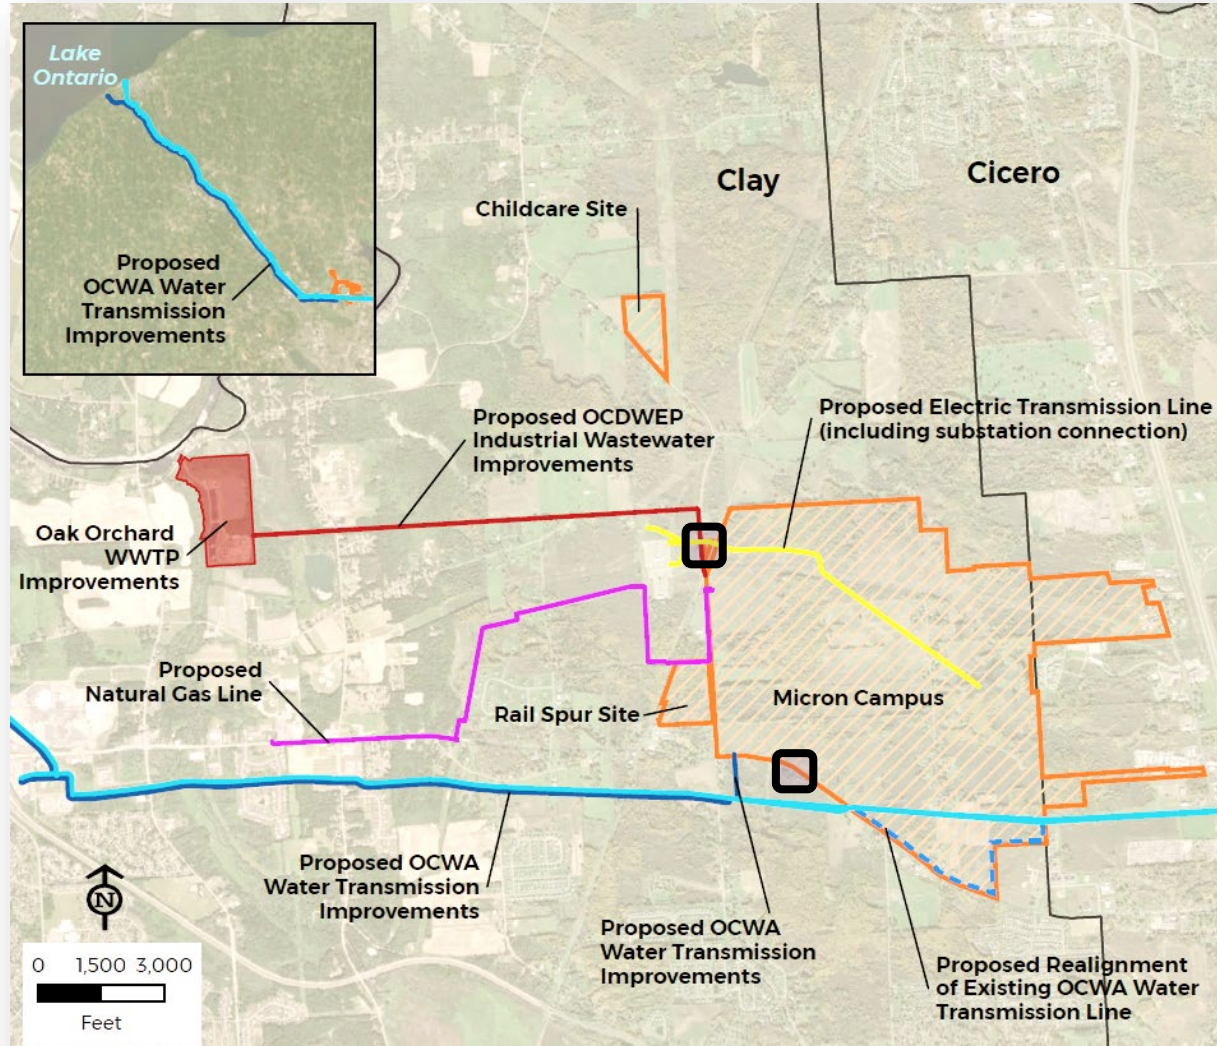 Lake
Ontario
Proposed
OCWA Water
Transmission
Improvements
Clay
Cicero
Childcare Site
Proposed OCDWEP
Industrial Wastewater
Improvements
Proposed Electric Transmission Line
(including substation connection)
Oak Orchard
WWTP
Improvements
Proposed
Natural Gas Line
Rail Spur Site
Micron Campus
Proposed OCWA
Water Transmission
Improvements
Proposed OCWA
Water Transmission
Improvements
Proposed Realignment
of Existing OCWA Water
Transmission Line
N
0 1,500 3,000
Feet